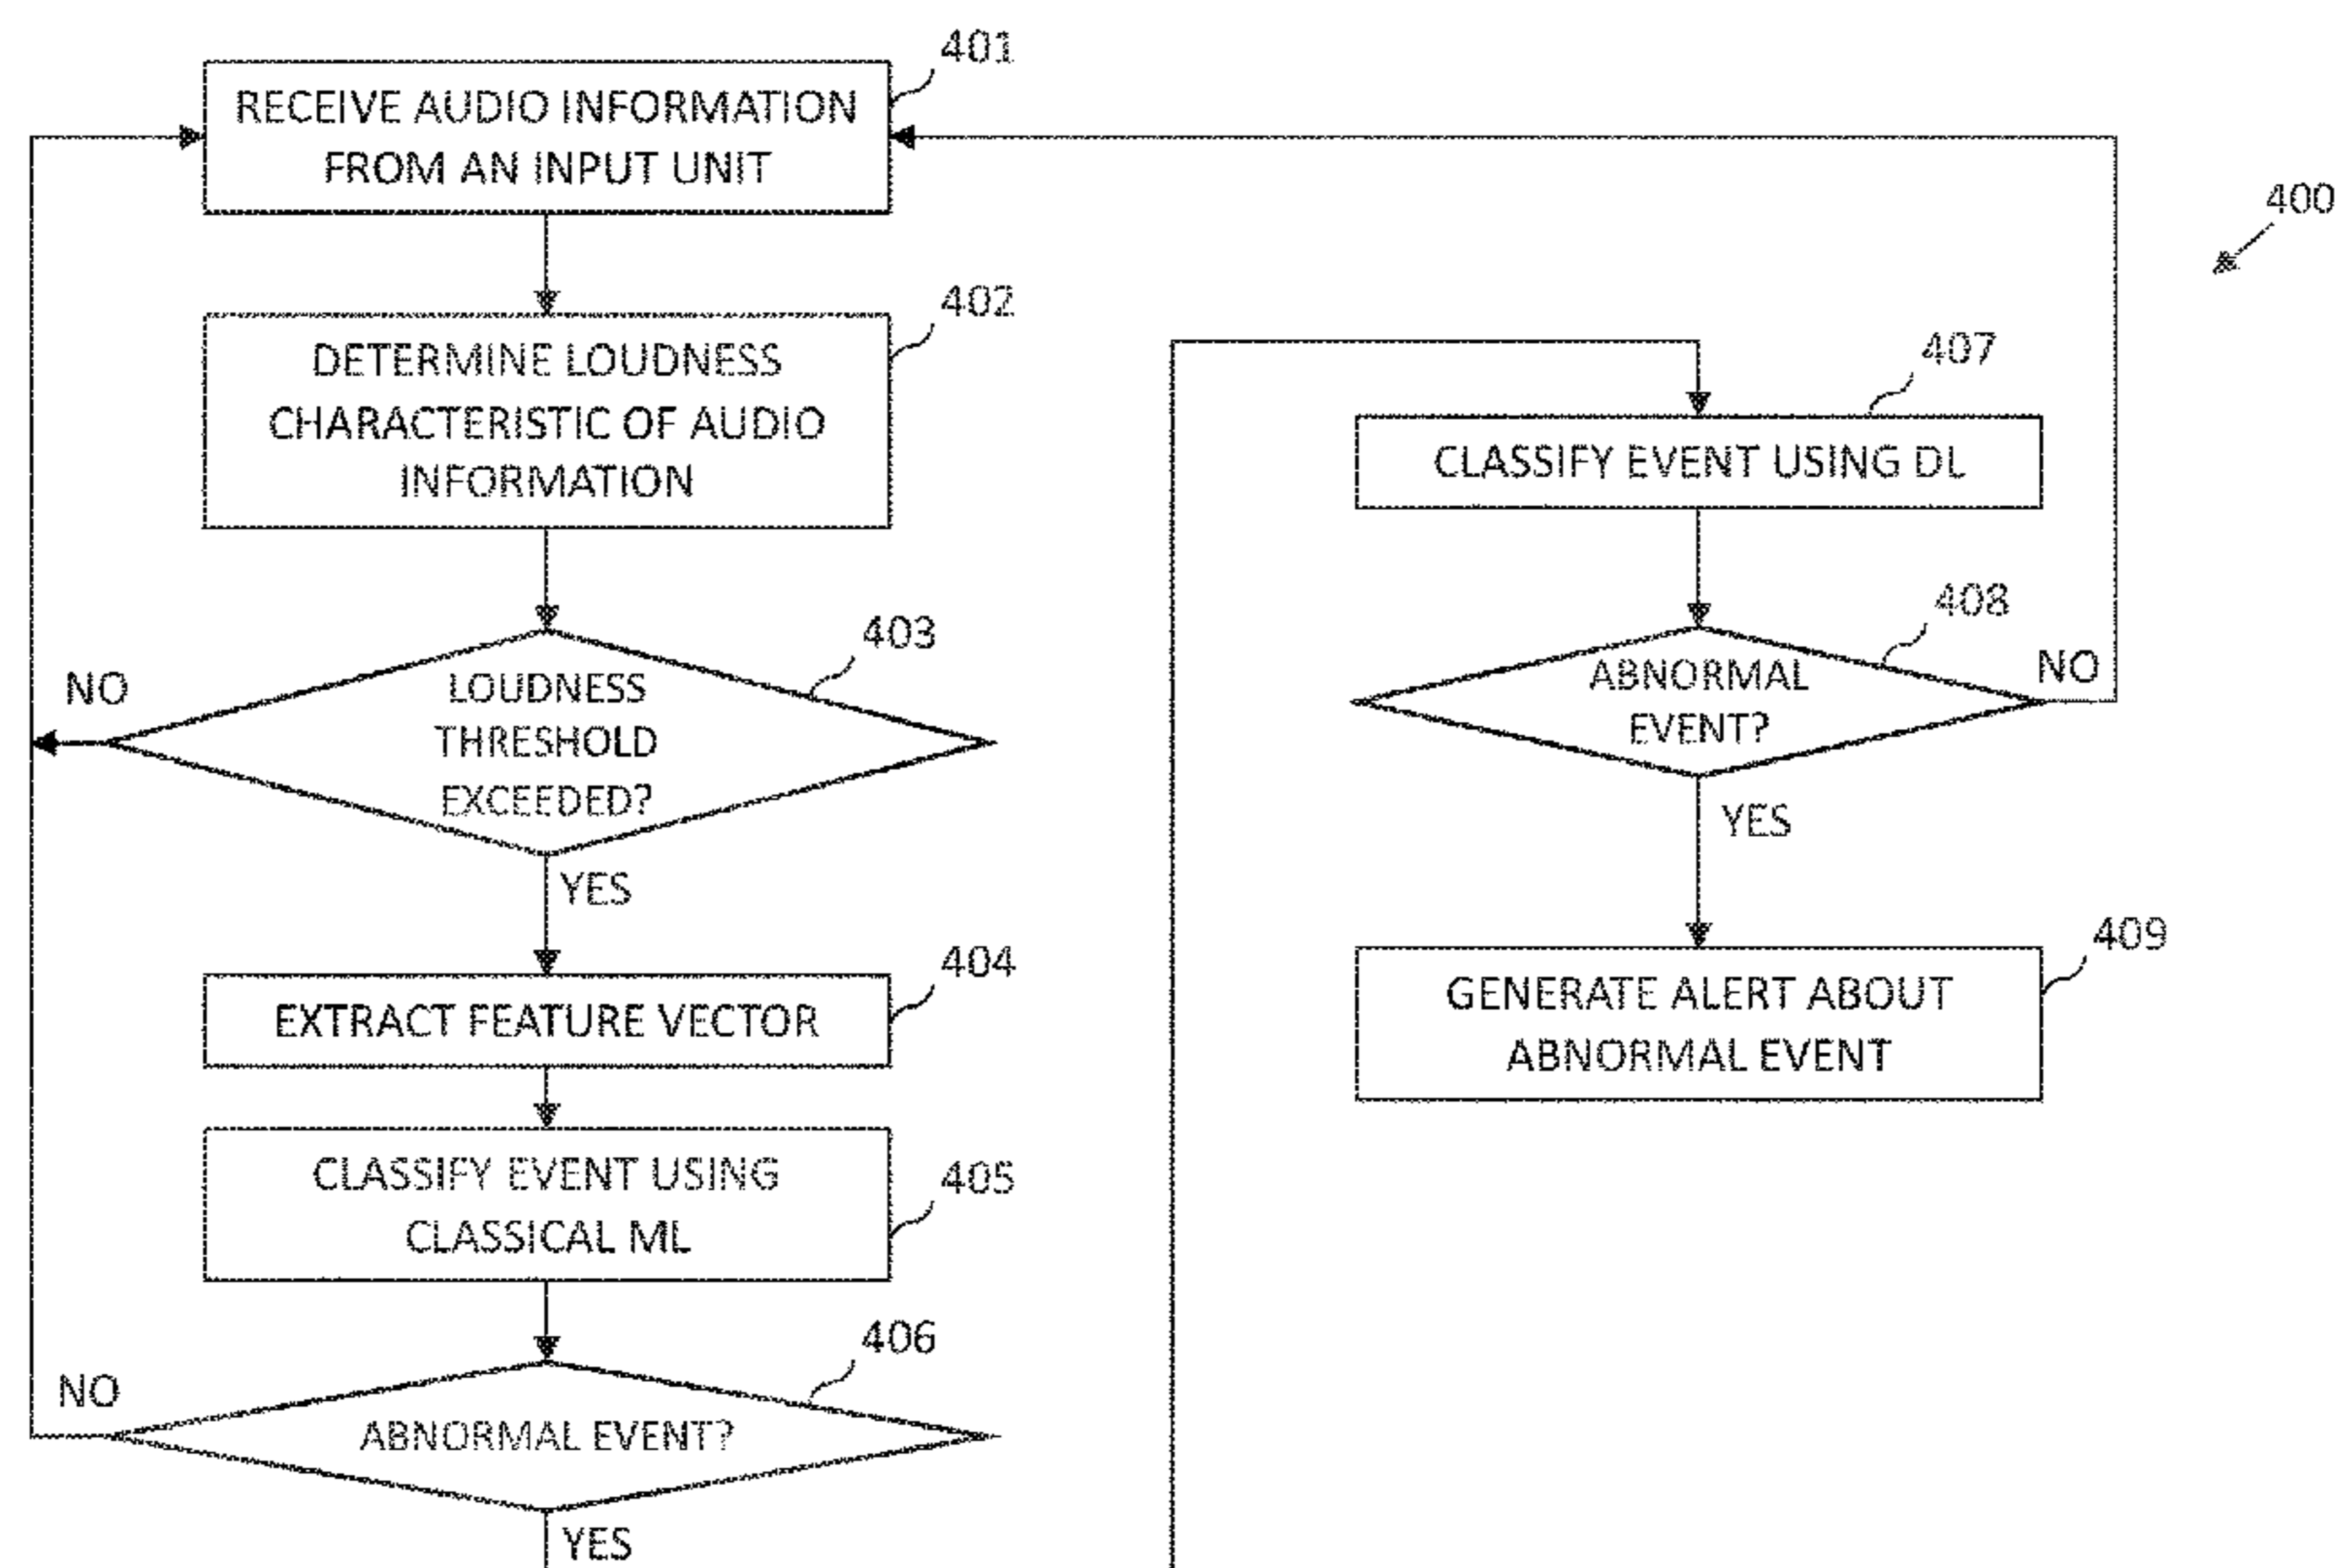 401
RECEIVE AUDIO INFORMATION
FROM AN INPUT UNIT
402
DETERMINE LOUDNESS
CHARACTERISTIC OF AUDIO
INFORMATION
403
NO
LOUDNESS
THRESHOLD
EXCEEDED?
YES
404
EXTRACT FEATURE VECTOR
405
CLASSIFY EVENT USING
CLASSICAL ML
406
NO
ABNORMAL EVENT?
YES
400
407
CLASSIFY EVENT USING DL
408
NO
ABNORMAL
EVENT?
YES
409
GENERATE ALERT ABOUT
ABNORMAL EVENT